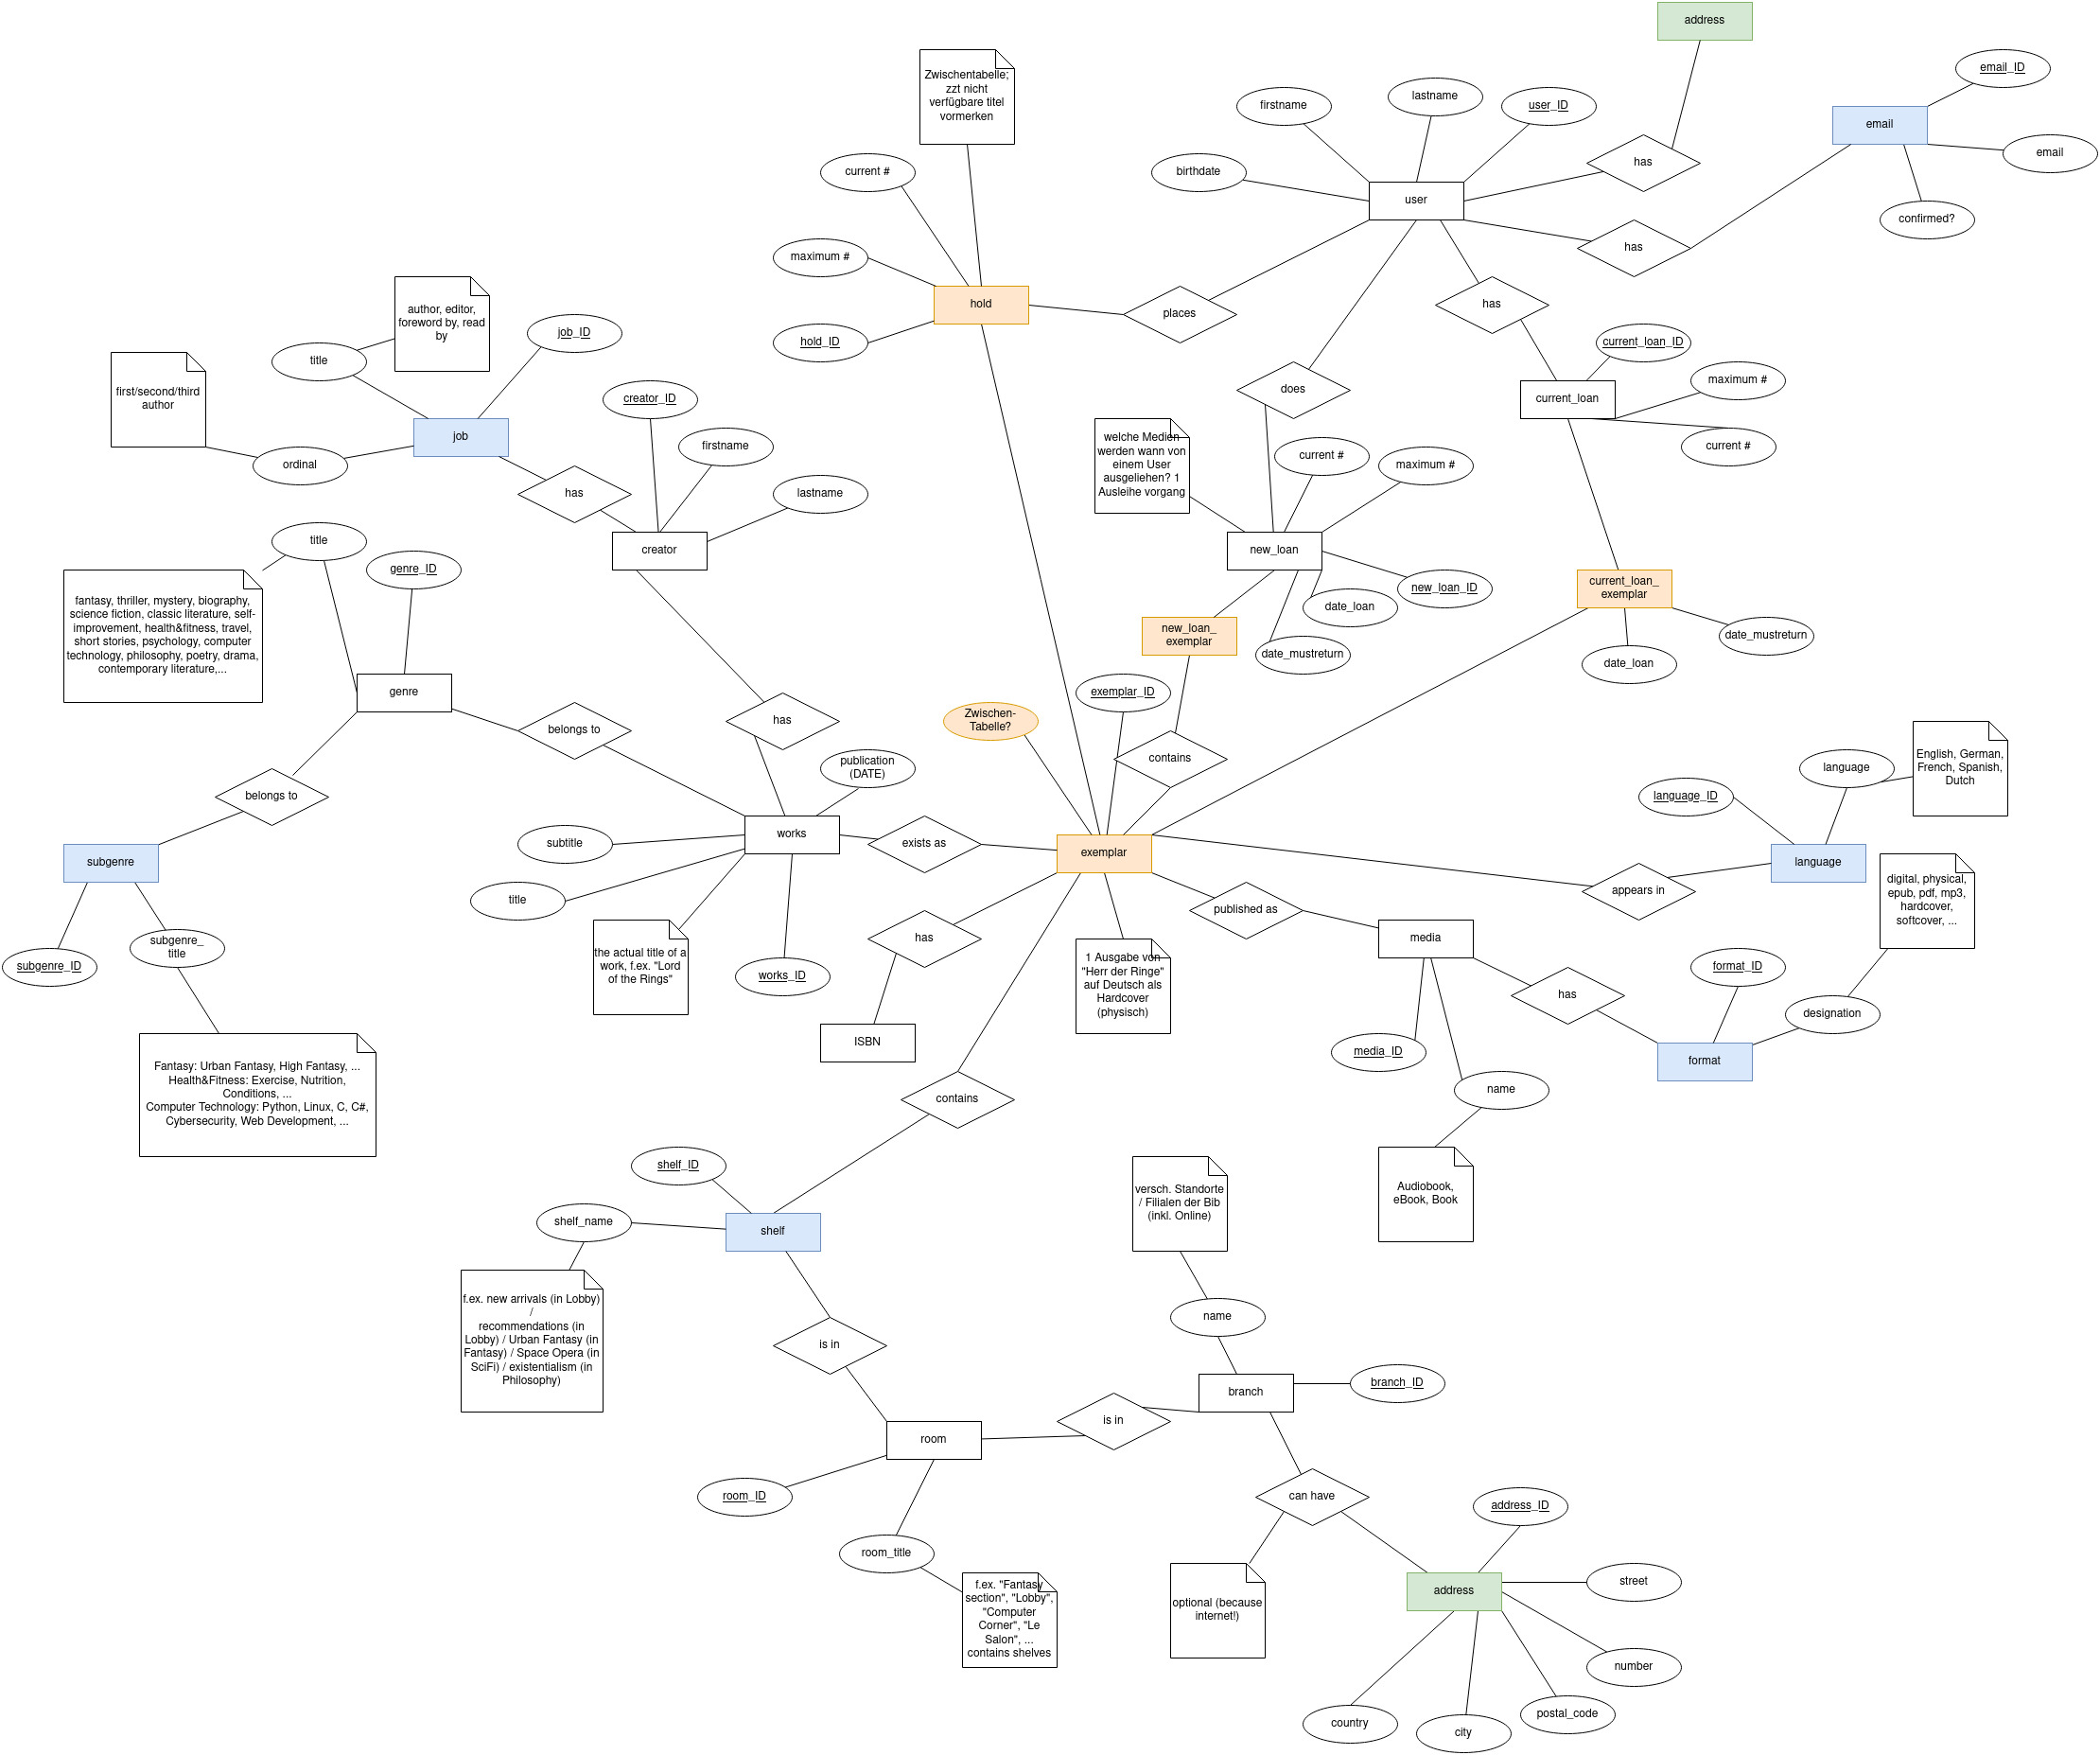 address
Zwischentabelle;
zzt nicht
verfügbare titel
vormerken
email_ID
firstname
lastname
user_ID
email
email
current #
birthdate
has
user
confirmed?
maximum #
has
hold
places
has
hold_ID
author, editor,
foreword by, read
by
job_ID
title
current_loan_ID
first/second/third
author
creator_ID
does
current_loan
maximum #
job
firstname
welche Medien
werden wann von
einem User
ausgeliehen? 1
Ausleihe vorgang
current #
maximum #
current #
ordinal
has
lastname
title
creator
new_loan
genre_ID
new_loan_ID
current_loan_
exemplar
fantasy, thriller, mystery, biography,
science fiction, classic literature, self-
improvement, health&fitness, travel,
short stories, psychology, computer
technology, philosophy, poetry, drama,
contemporary literature,...
date_loan
new_loan_
exemplar
date_mustreturn
date_mustreturn
date_loan
genre
exemplar_ID
Zwischen-
Tabelle?
has
belongs to
contains
publication
(DATE)
language
English, German,
French, Spanish,
Dutch
belongs to
language_ID
works
subtitle
exists as
exemplar
subgenre
language
title
appears in
digital, physical,
epub, pdf, mp3,
hardcover,
softcover, ...
published as
has
media
subgenre_
title
subgenre_ID
the actual title of a
work, f.ex. "Lord
of the Rings"
works_ID
1 Ausgabe von
"Herr der Ringe"
auf Deutsch als
Hardcover
(physisch)
has
format_ID
designation
ISBN
media_ID
format
Fantasy: Urban Fantasy, High Fantasy, ...
Health&Fitness: Exercise, Nutrition,
Conditions, ...
Computer Technology: Python, Linux, C, C#,
Cybersecurity, Web Development, ...
contains
name
shelf_ID
versch. Standorte
/ Filialen der Bib
(inkl. Online)
Audiobook,
eBook, Book
shelf_name
shelf
f.ex. new arrivals (in Lobby)
/
recommendations (in
Lobby) / Urban Fantasy (in
Fantasy) / Space Opera (in
SciFi) / existentialism (in
Philosophy)
name
is in
branch
branch_ID
is in
room
room_ID
can have
address_ID
room_title
f.ex. "Fantasy
section", "Lobby",
"Computer
Corner", "Le
Salon", ...
contains shelves
optional (because
internet!)
address
street
number
country
city
postal_code